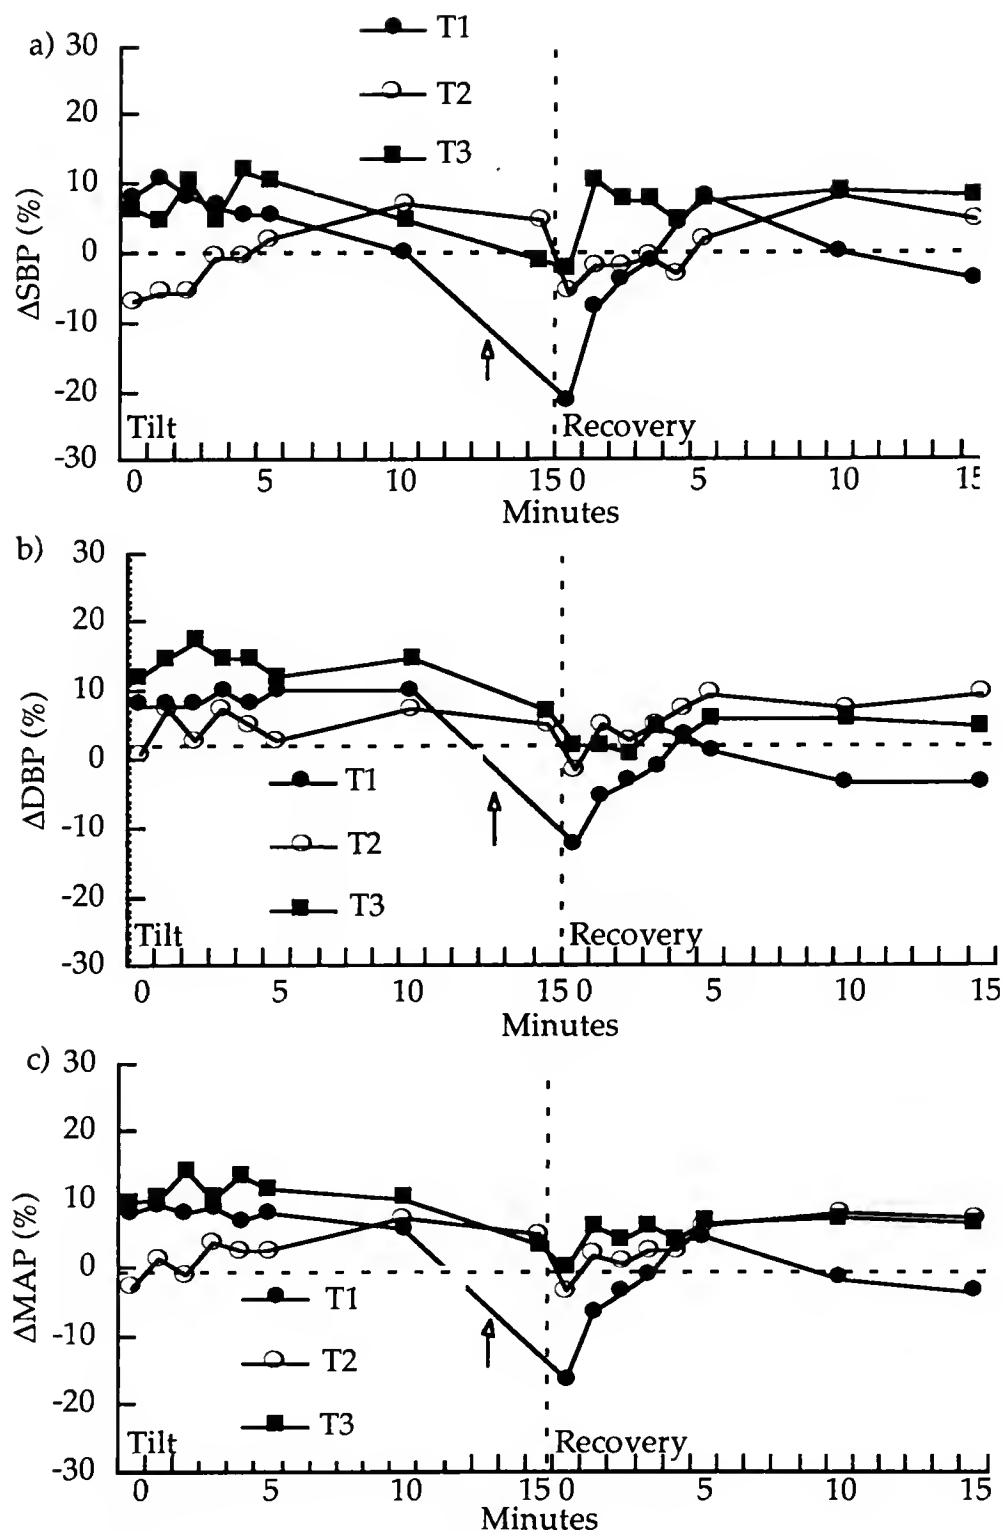 T1
a) 30
T2
20
T3
10
0
-10
-20
-30
ΔSBP (%)
Tilt
Recovery
0 5 10 15 0 5 10 15
Minutes
b) 30
20
10
0
-10
-20
-30
ΔDBP (%)
T1
T2
T3
Tilt
Recovery
0 5 10 15 0 5 10 15
Minutes
c) 30
20
10
0
-10
-20
-30
ΔMAP (%)
T1
T2
T3
Tilt
Recovery
0 5 10 15 0 5 10 15
Minutes